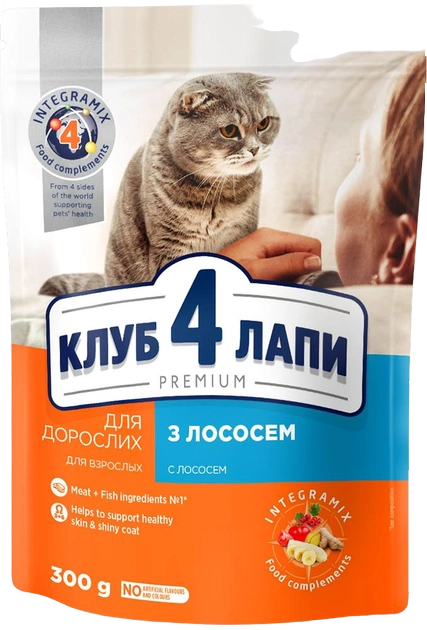 INTEGRAMIX
4
Food complements
From 4 sides
of the world
supporting
pets' health
КЛУБ 4 ЛАПИ
PREMIUM
ДЛЯ
ДОРОСЛИХ
ДЛЯ ВЗРОСЛЫХ
З ЛОСОСЕМ
С ЛОСОСЕМ
Meat + Fish ingredients №1*
Helps to support healthy
skin & shiny coat
INTEGRAMIX
Food complements
300 g
NO ARTIFICIAL FLAVOURS
AND COLOURS